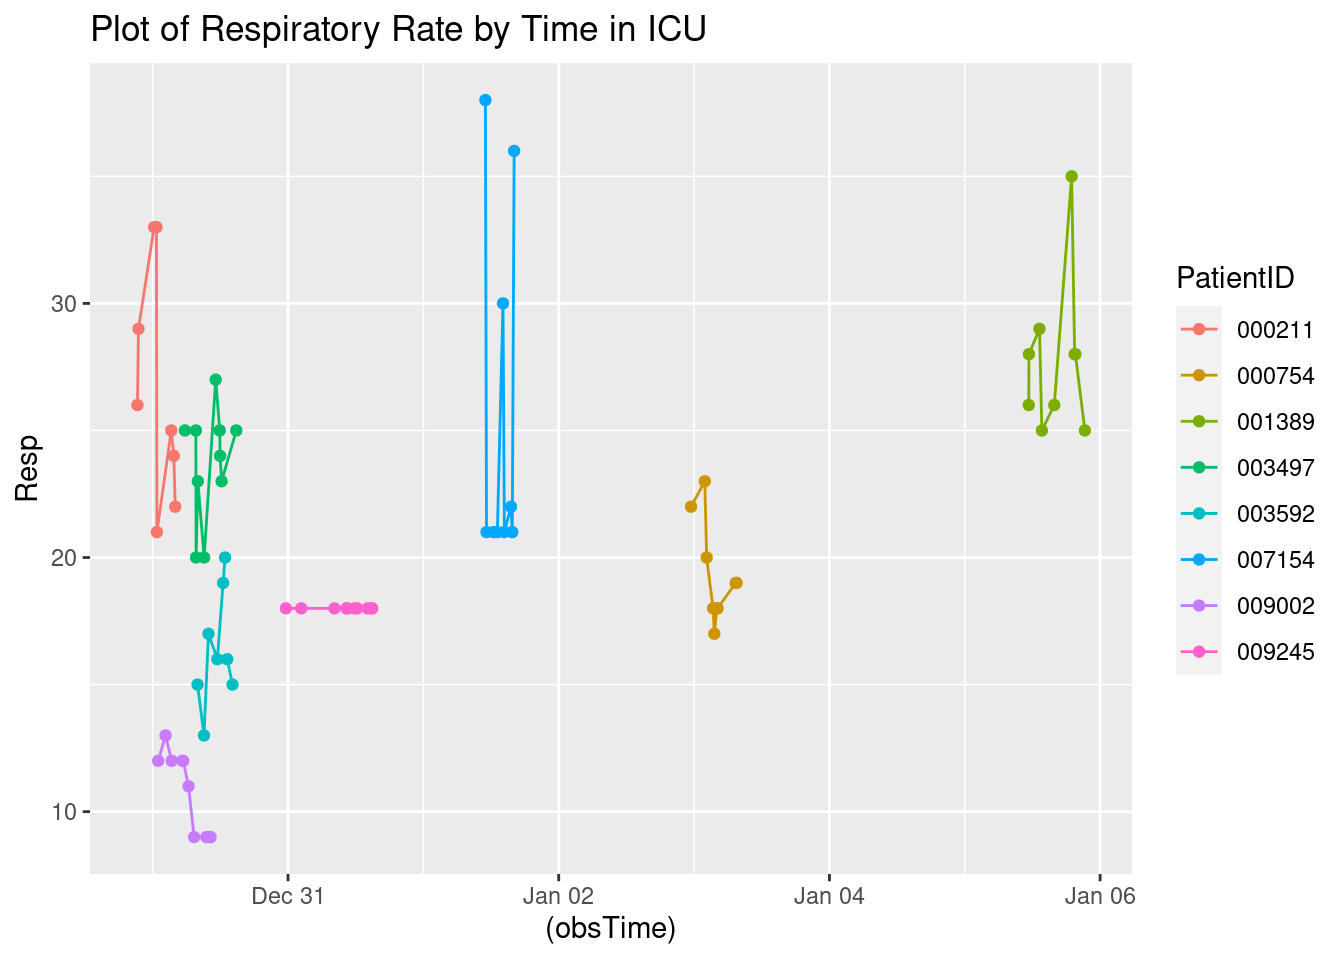 Plot of Respiratory Rate by Time in ICU
Resp
30
20
10
Dec 31
Jan 02
Jan 04
Jan 06
(obsTime)
PatientID
000211
000754
001389
003497
003592
007154
009002
009245